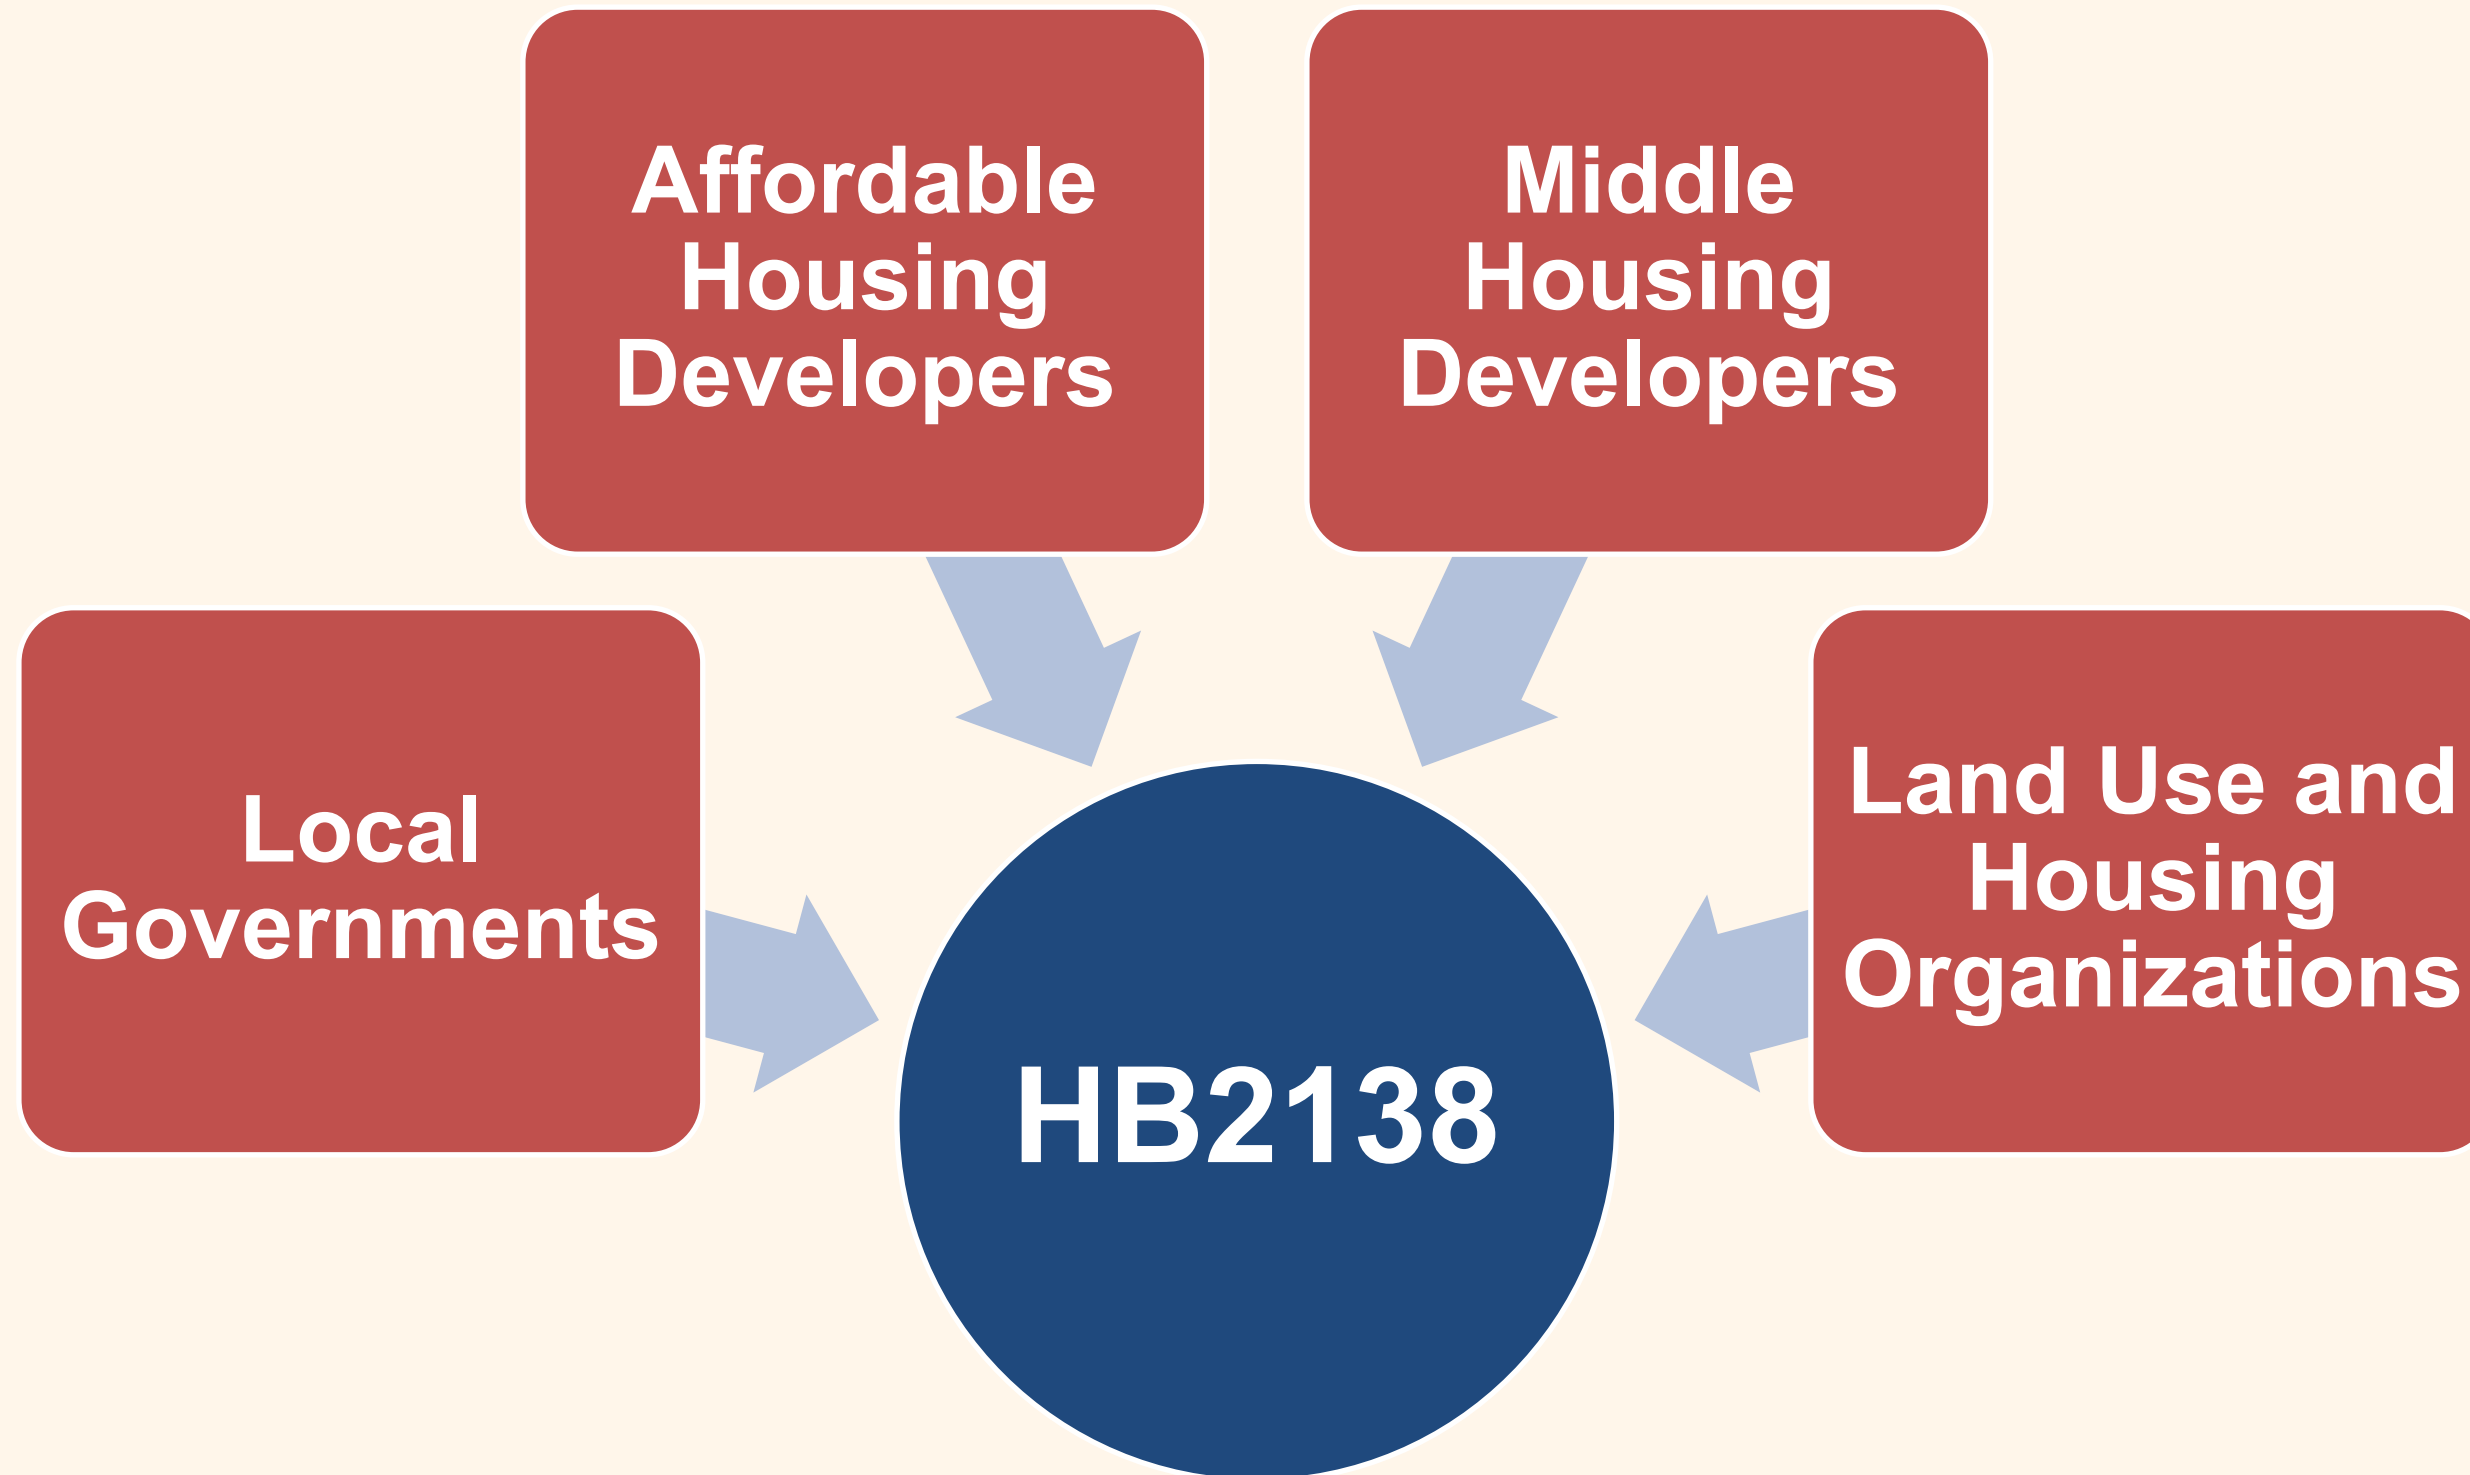 Affordable
Housing
Developers
Middle
Housing
Developers
Local
Governments
Land Use and
Housing
Organizations
HB2138